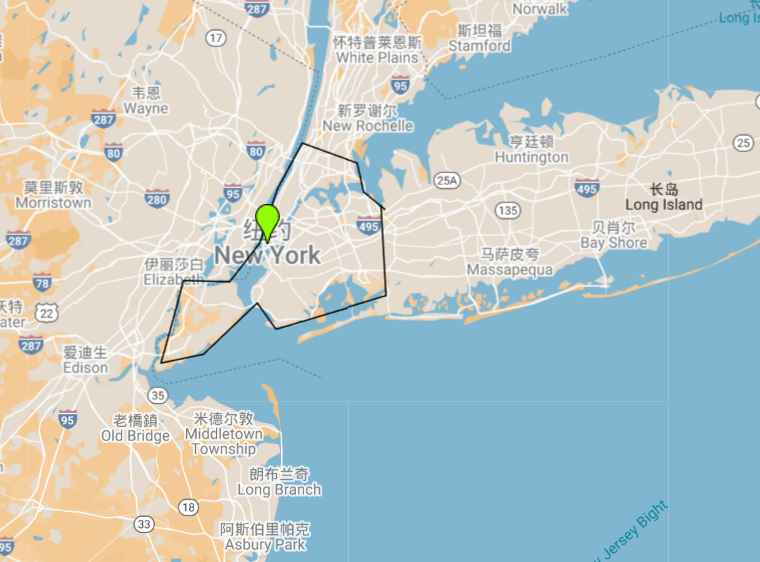 287
Norwalk
17
怀特普莱恩斯
White Plains
斯坦福
Stamford
Long I
95
韦恩
Wayne
287
80
80
新罗谢尔
New Rochelle
亨廷頓
Huntington
25
莫里斯敦
Morristown
280
95
25A
495
长岛
Long Island
135
287
纽约
New York
495
贝肖尔
Bay Shore
伊丽莎白
Elizabeth
马萨皮夸
Massapequa
78
沃特
ater
22
287
爱迪生
Edison
35
95
老橋鎮
Old Bridge
米德尔敦
Middletown
Township
朗布兰奇
Long Branch
18
33
阿斯伯里帕克
Asbury Park
95
Jersey Bight